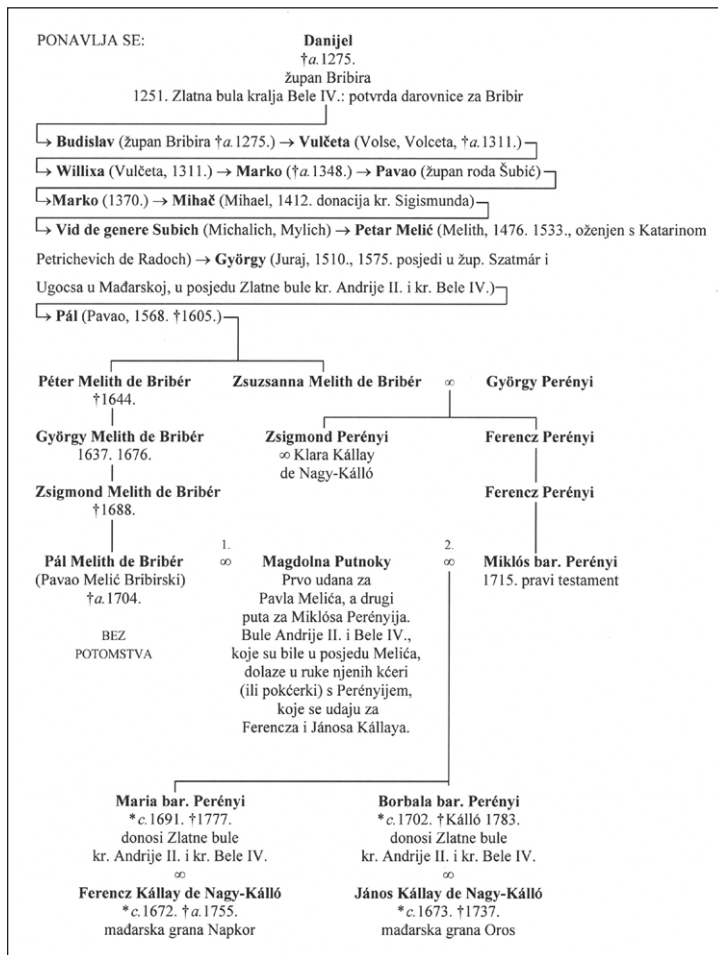 PONAVLJA SE:
Danijel
†a.1275.
župan Bribira
1251. Zlatna bula kralja Bele IV.: potvrda darovnice za Bribir
Budislav (župan Bribira †a.1275.) → Vulčeta (Volse, Volceta, †a.1311.)
Willixa (Vulčeta, 1311.) → Marko (†a.1348.) → Pavao (župan roda Šubić)
Marko (1370.) → Mihač (Mihael, 1412. donacija kr. Sigismunda)
Vid de genere Subich (Michalich, Mylich) → Petar Melić (Melith, 1476. 1533., oženjen s Katarinom
Petrichevich de Radoch) → György (Juraj, 1510., 1575. posjedi u žup. Szatmár i
Ugocsa u Mađarskoj, u posjedu Zlatne bule kr. Andrije II. i kr. Bele IV.)
Pál (Pavao, 1568. †1605.)
Péter Melith de Bribér
†1644.
Zsuzsanna Melith de Bribér ∞ György Perényi
György Melith de Bribér
1637. 1676.
Zsigmond Perényi
∞ Klara Kállay
de Nagy-Kálló
Ferencz Perényi
Zsigmond Melith de Bribér
†1688.
Ferencz Perényi
Pál Melith de Bribér
(Pavao Melić Bribirski)
†a.1704.
BEZ
POTOMSTVA
1.
∞
Magdolna Putnoky
Prvo udana za
Pavla Melića, a drugi
puta za Miklósa Perényija.
Bule Andrije II. i Bele IV.,
koje su bile u posjedu Melića,
dolaze u ruke njenih kćeri
(ili pokćerki) s Perényijem,
koje se udaju za
Ferencza i Jánosa Kállaya.
2.
∞
Miklós bar. Perényi
1715. pravi testament
Maria bar. Perényi
*c.1691. †1777.
donosi Zlatne bule
kr. Andrije II. i kr. Bele IV.
∞
Ferencz Kállay de Nagy-Kálló
*c.1672. †a.1755.
mađarska grana Napkor
Borbala bar. Perényi
*c.1702. †Kálló 1783.
donosi Zlatne bule
kr. Andrije II. i kr. Bele IV.
∞
János Kállay de Nagy-Kálló
*c.1673. †1737.
mađarska grana Oros